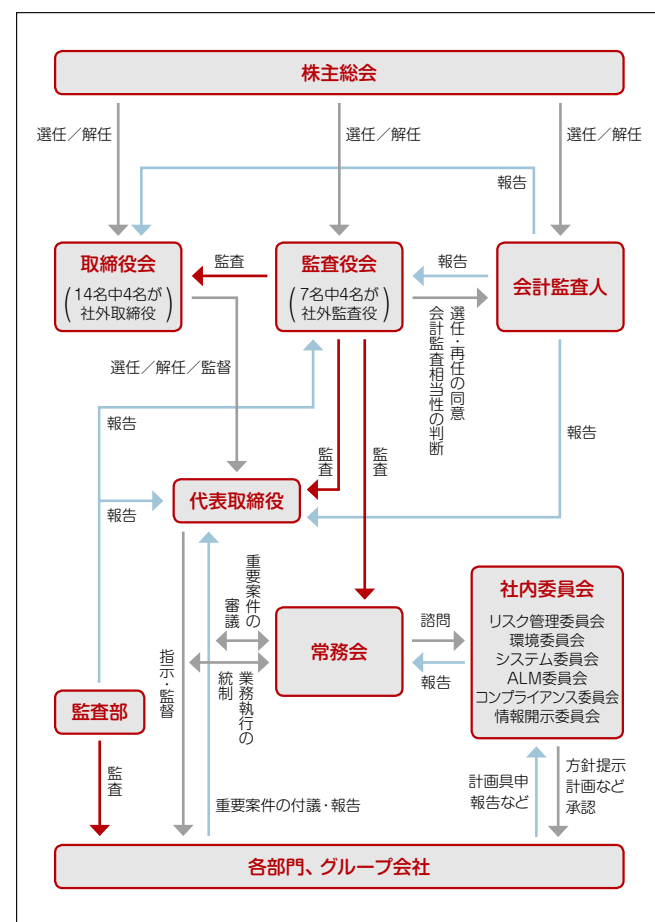 株主総会
選任／解任
選任／解任
選任／解任
報告
取締役会
(14名中4名が
社外取締役)
監査
監査役会
(7名中4名が
社外監査役)
報告
会計監査人
選任・再任の同意
会計監査相当性の判断
選任／解任／監督
報告
報告
監査
監査
代表取締役
報告
重要案件の
審議
業務執行の
統制
常務会
諮問
報告
社内委員会
リスク管理委員会
環境委員会
システム委員会
ALM委員会
コンプライアンス委員会
情報開示委員会
指示・監督
監査部
監査
重要案件の付議・報告
計画具申
報告など
方針提示
計画など
承認
各部門、グループ会社